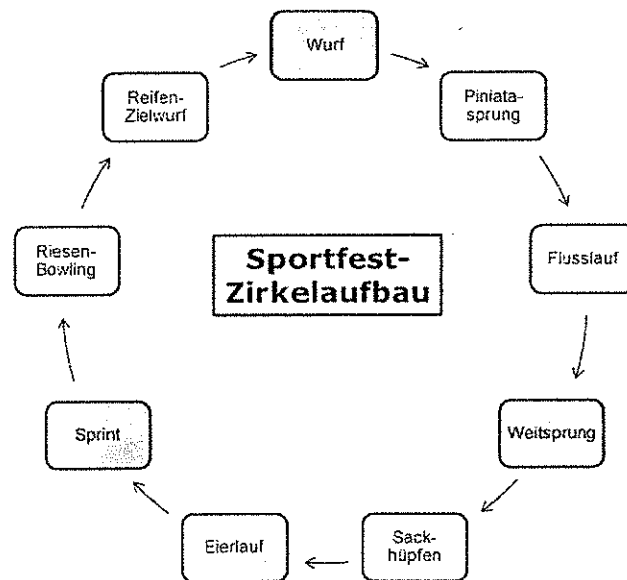 Wurf
Piniata-
sprung
Flusslauf
Weitsprung
Sack-
hüpfen
Eierlauf
Sprint
Riesen-
Bowling
Reifen-
Zielwurf
Sportfest-
Zirkelaufbau